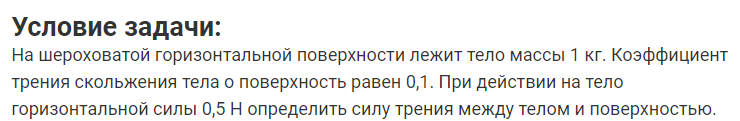 Условие задачи:
На шероховатой горизонтальной поверхности лежит тело массы 1 кг. Коэффициент
трения скольжения тела о поверхность равен 0,1. При действии на тело
горизонтальной силы 0,5 Н определить силу трения между телом и поверхностью.